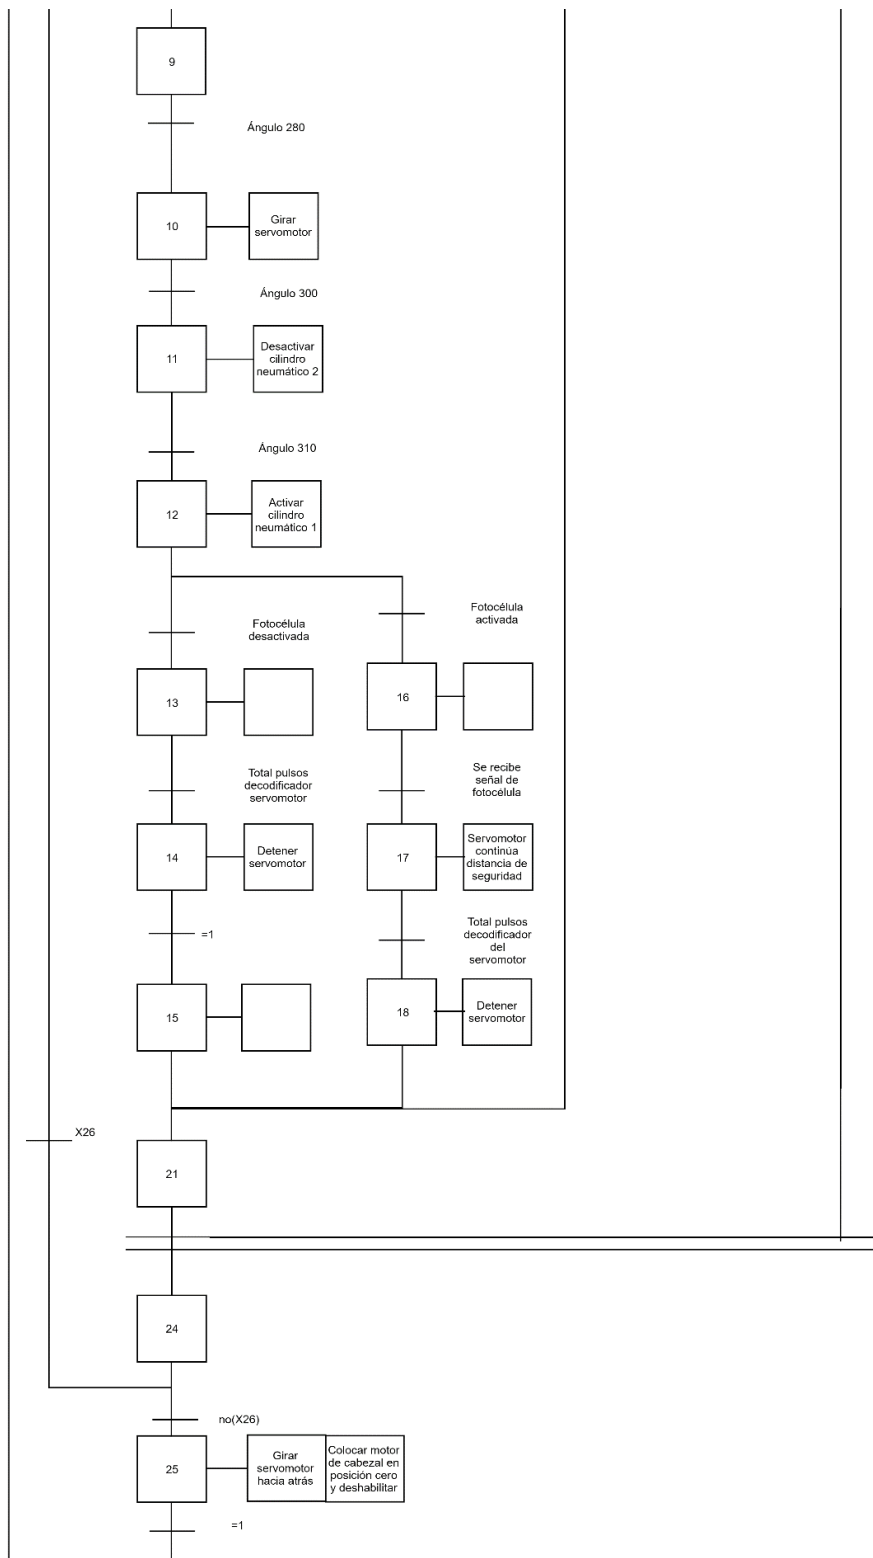 9
Ángulo 280
10
Girar
servomotor
Ángulo 300
11
Desactivar
cilindro
neumático 2
Ángulo 310
12
Activar
cilindro
neumático 1
Fotocélula
desactivada
Fotocélula
activada
13
16
Total pulsos
decodificador
servomotor
Se recibe
señal de
fotocélula
14
Detener
servomotor
17
Servomotor
continúa
distancia de
seguridad
=1
Total pulsos
decodificador
del
servomotor
15
18
Detener
servomotor
X26
21
24
no(X26)
25
Girar
servomotor
hacia atrás
Colocar motor
de cabezal en
posición cero
y deshabilitar
=1